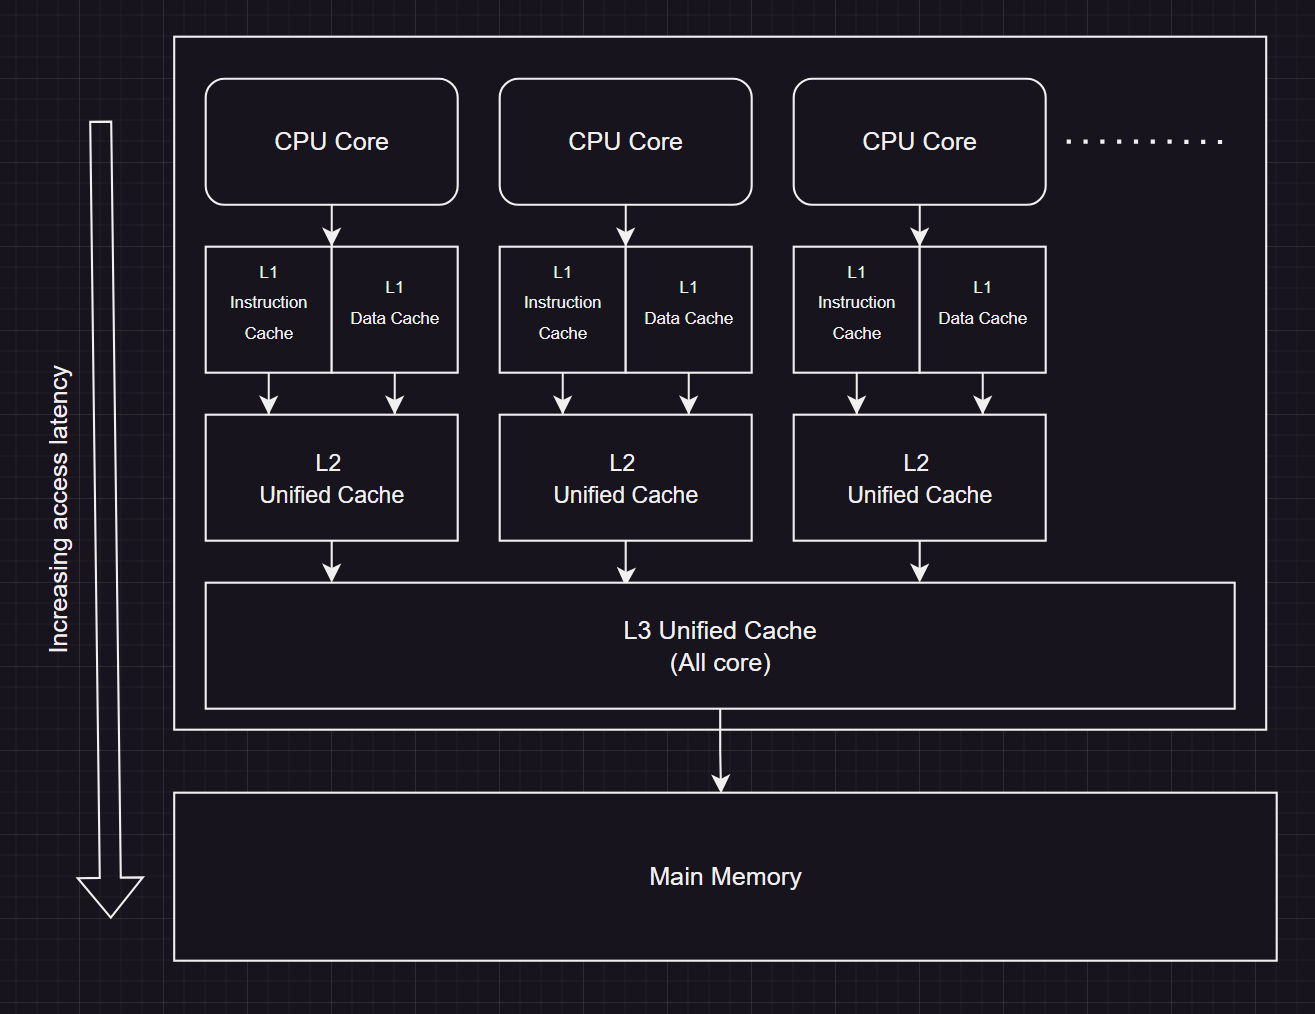 CPU Core
CPU Core
CPU Core
L1
Instruction
Cache
L1
Data Cache
L1
Instruction
Cache
L1
Data Cache
L1
Instruction
Cache
L1
Data Cache
L2
Unified Cache
L2
Unified Cache
L2
Unified Cache
L3 Unified Cache
(All core)
Main Memory
Increasing access latency